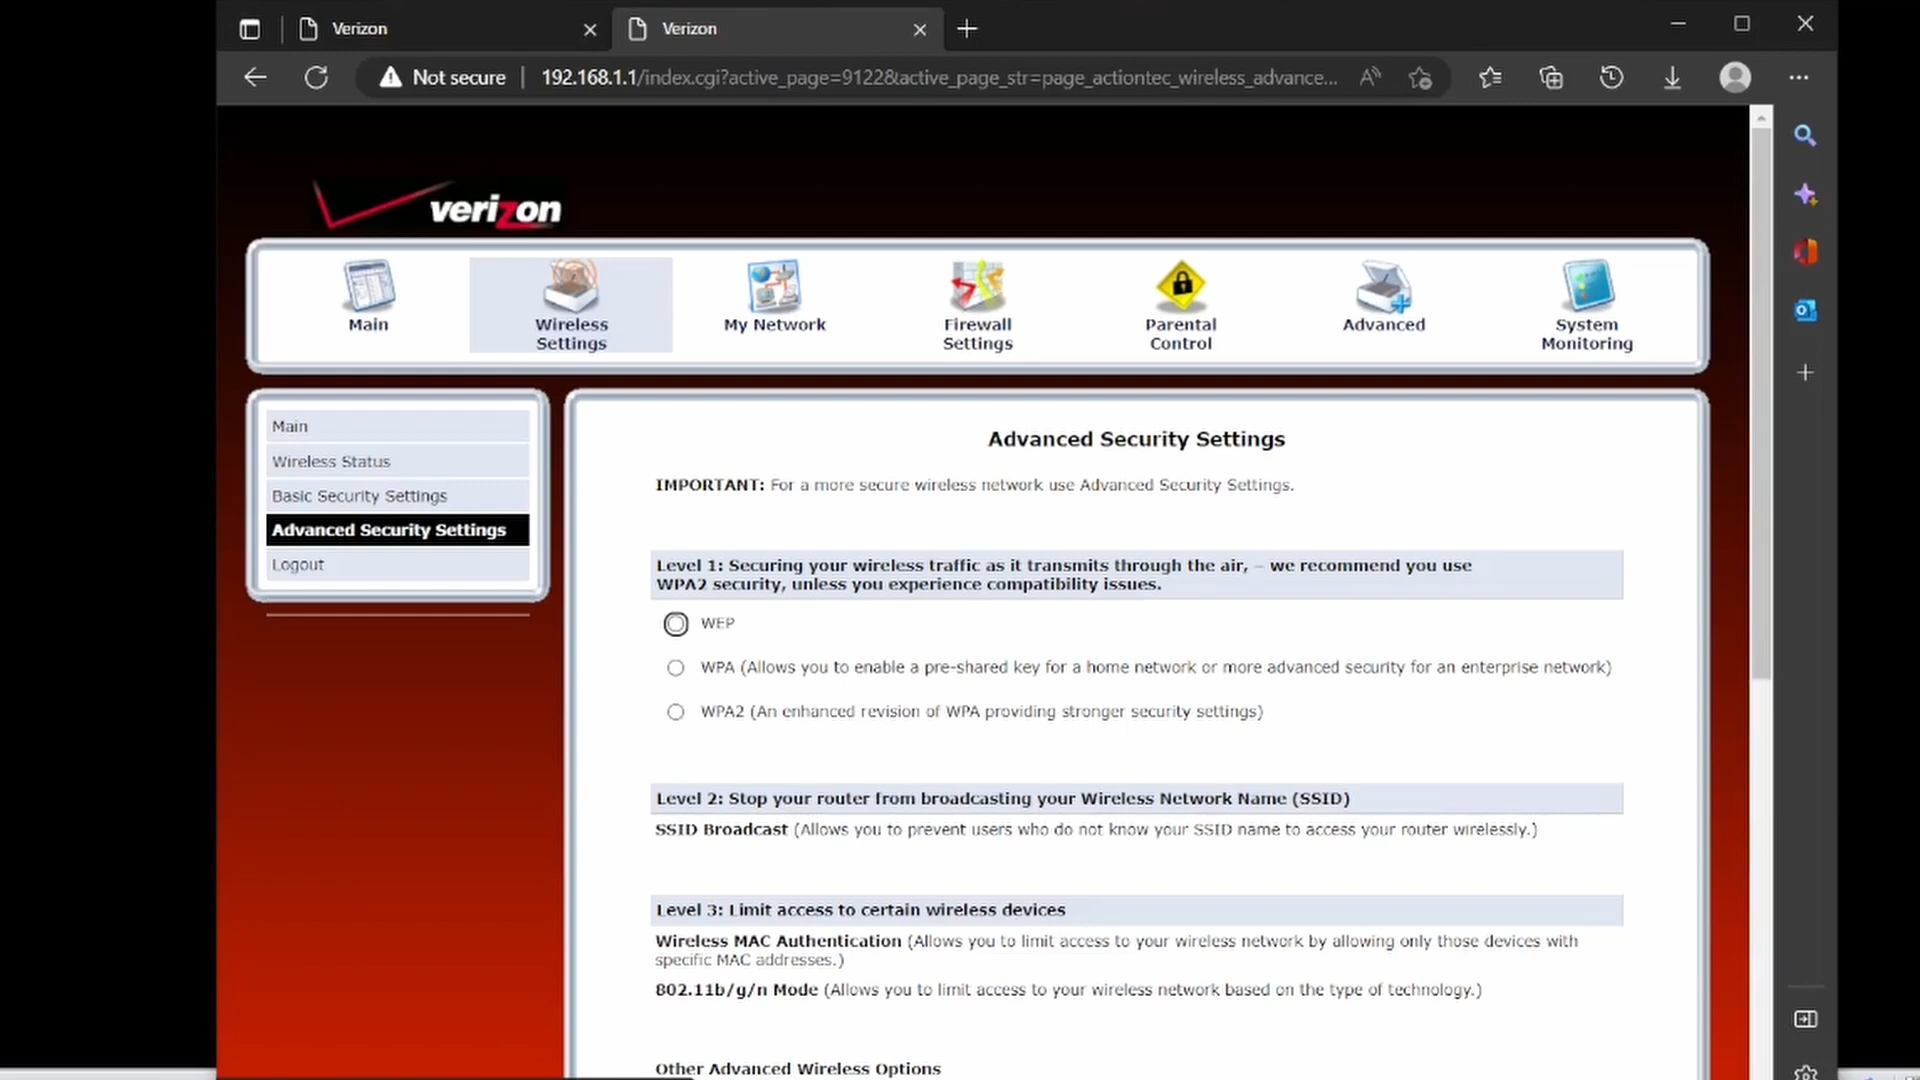 Verizon
Verizon
Not secure
192.168.1.1/index.cgi?active_page=9122&active_page_str=page_actiontec_wireless_advance...
verizon
Main
Wireless
Settings
My Network
Firewall
Settings
Parental
Control
Advanced
System
Monitoring
Main
Wireless Status
Basic Security Settings
Advanced Security Settings
Logout
Advanced Security Settings
IMPORTANT: For a more secure wireless network use Advanced Security Settings.
Level 1: Securing your wireless traffic as it transmits through the air, – we recommend you use
WPA2 security, unless you experience compatibility issues.
WEP
WPA (Allows you to enable a pre-shared key for a home network or more advanced security for an enterprise network)
WPA2 (An enhanced revision of WPA providing stronger security settings)
Level 2: Stop your router from broadcasting your Wireless Network Name (SSID)
SSID Broadcast (Allows you to prevent users who do not know your SSID name to access your router wirelessly.)
Level 3: Limit access to certain wireless devices
Wireless MAC Authentication (Allows you to limit access to your wireless network by allowing only those devices with
specific MAC addresses.)
802.11b/g/n Mode (Allows you to limit access to your wireless network based on the type of technology.)
Other Advanced Wireless Options